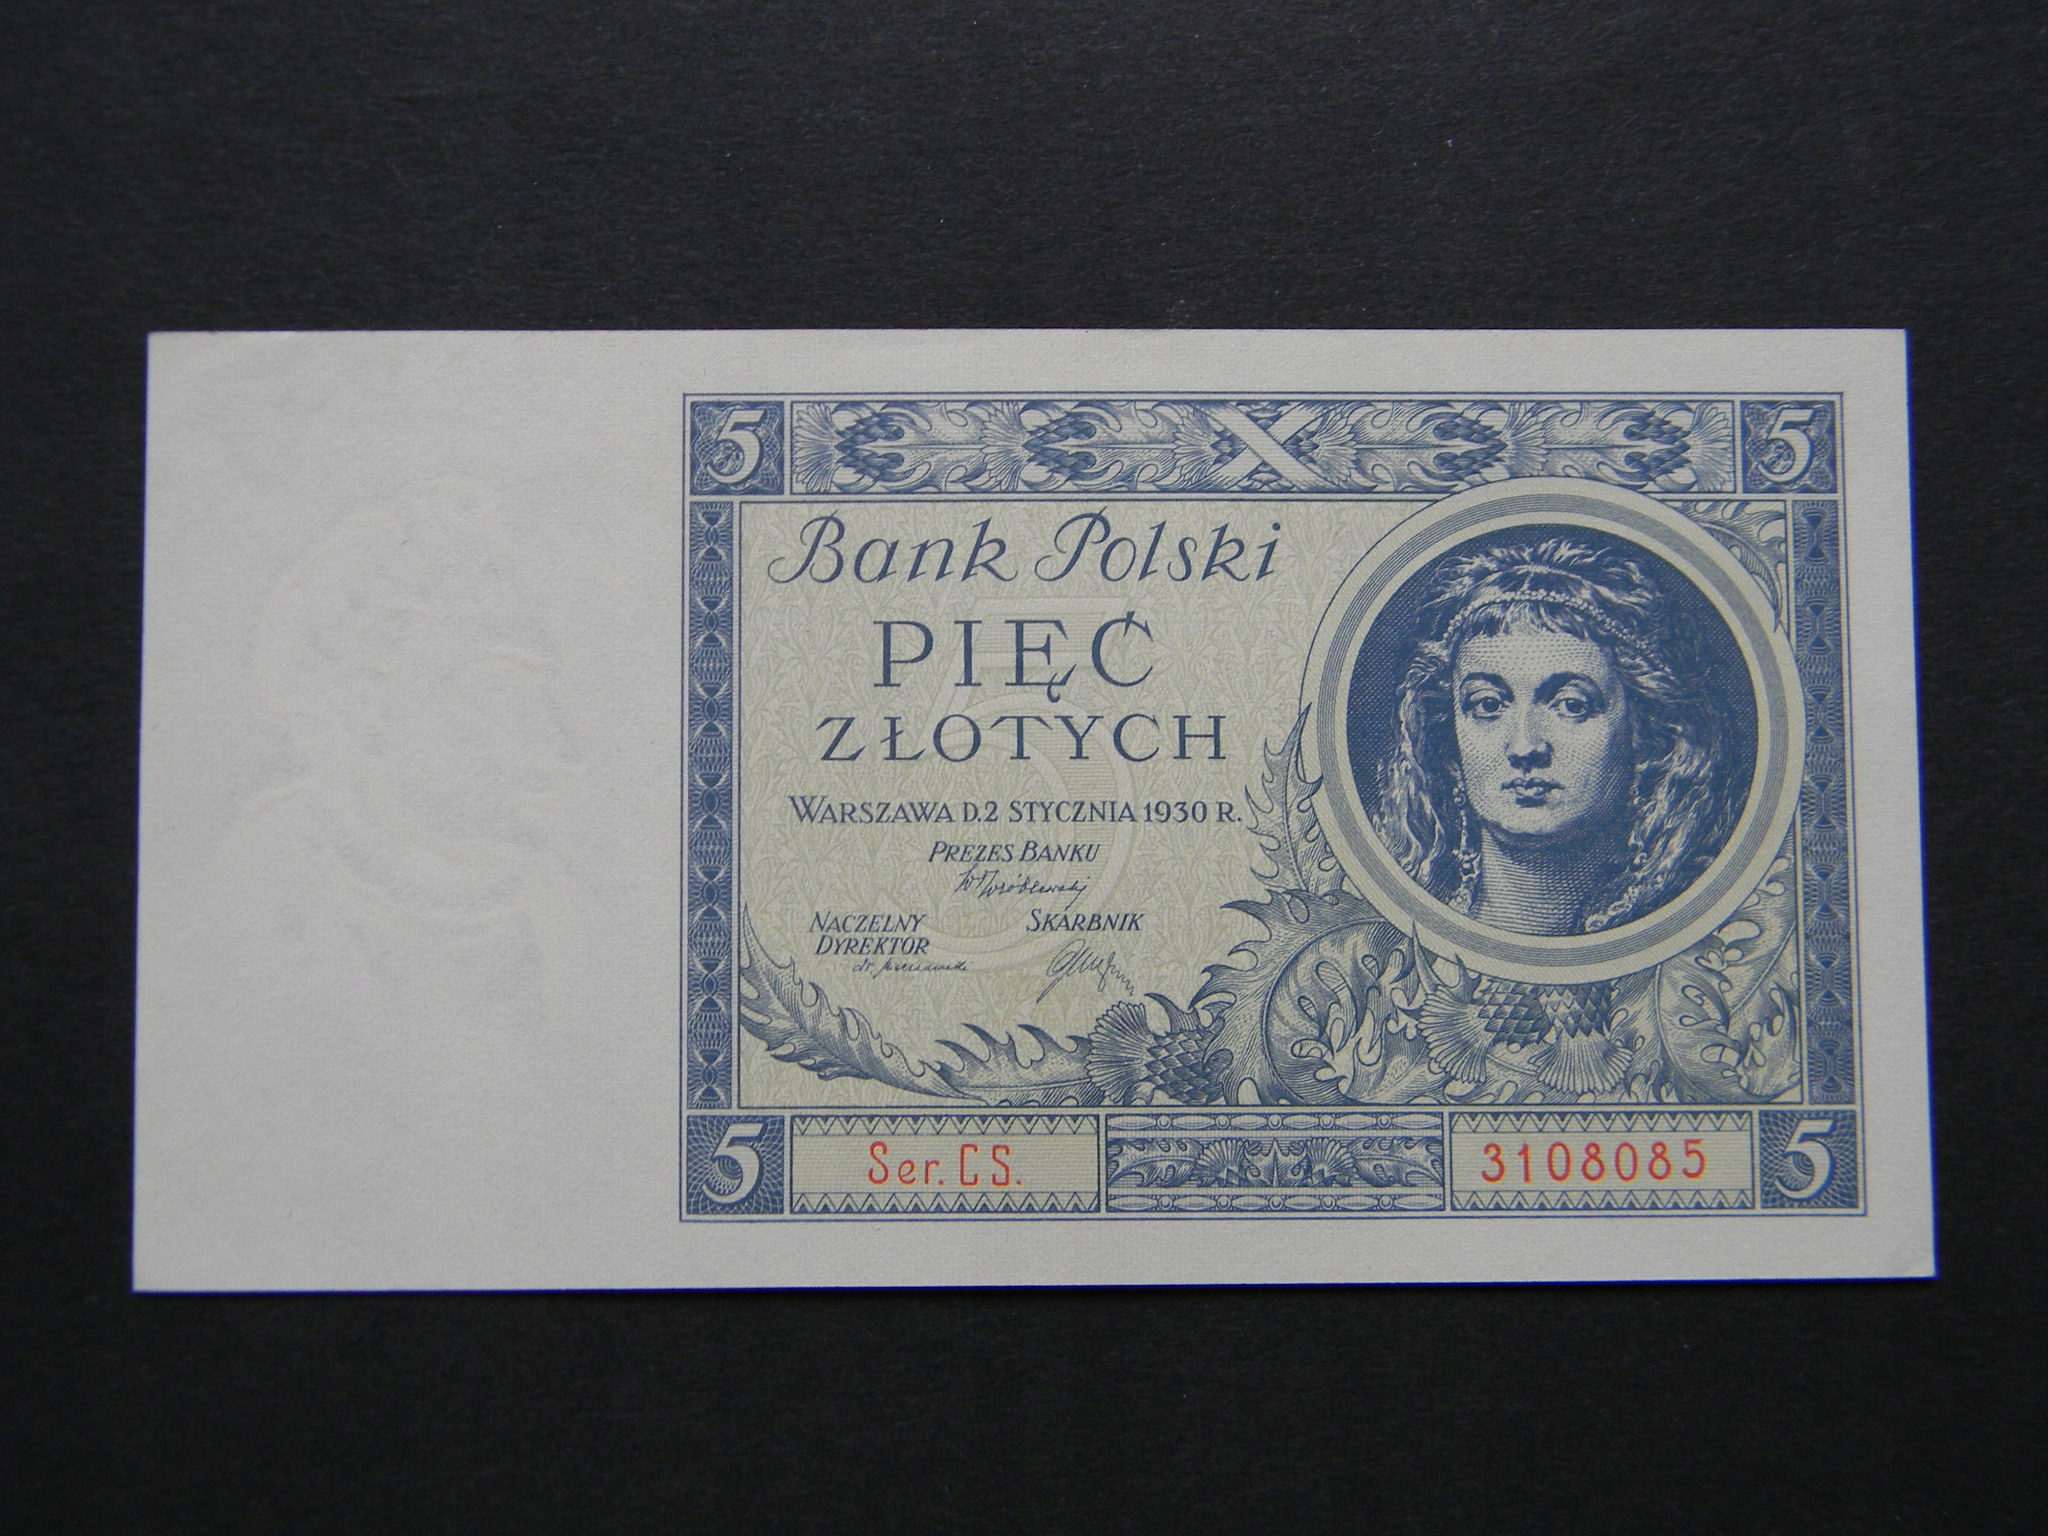 5 5
Bank Polski
PIĘĆ
ZŁOTYCH
WARSZAWA D. 2 STYCZNIA 1930 R.
PREZES BANKU
WWróblewski
NACZELNY
DYREKTOR
SKARBNIK
5 Ser. C S. 3108085 5